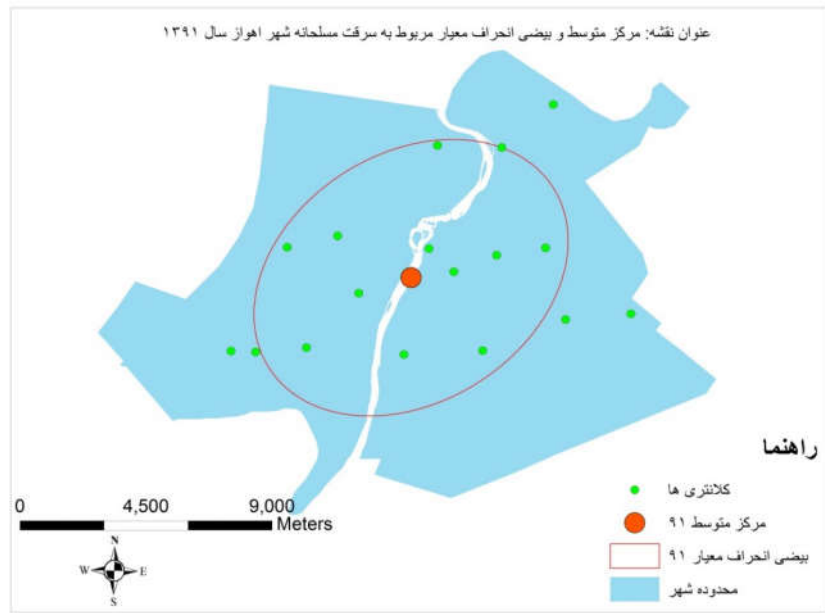 عنوان نقشه: مرکز متوسط و بیضی انحراف معیار مربوط به سرقت مسلحانه شهر اهواز سال ۱۳۹۱
راهنما
کلانتری ها
مرکز متوسط ۹۱
بیضی انحراف معیار ۹۱
محدوده شهر
0 4,500 9,000
Meters
N
W E
S